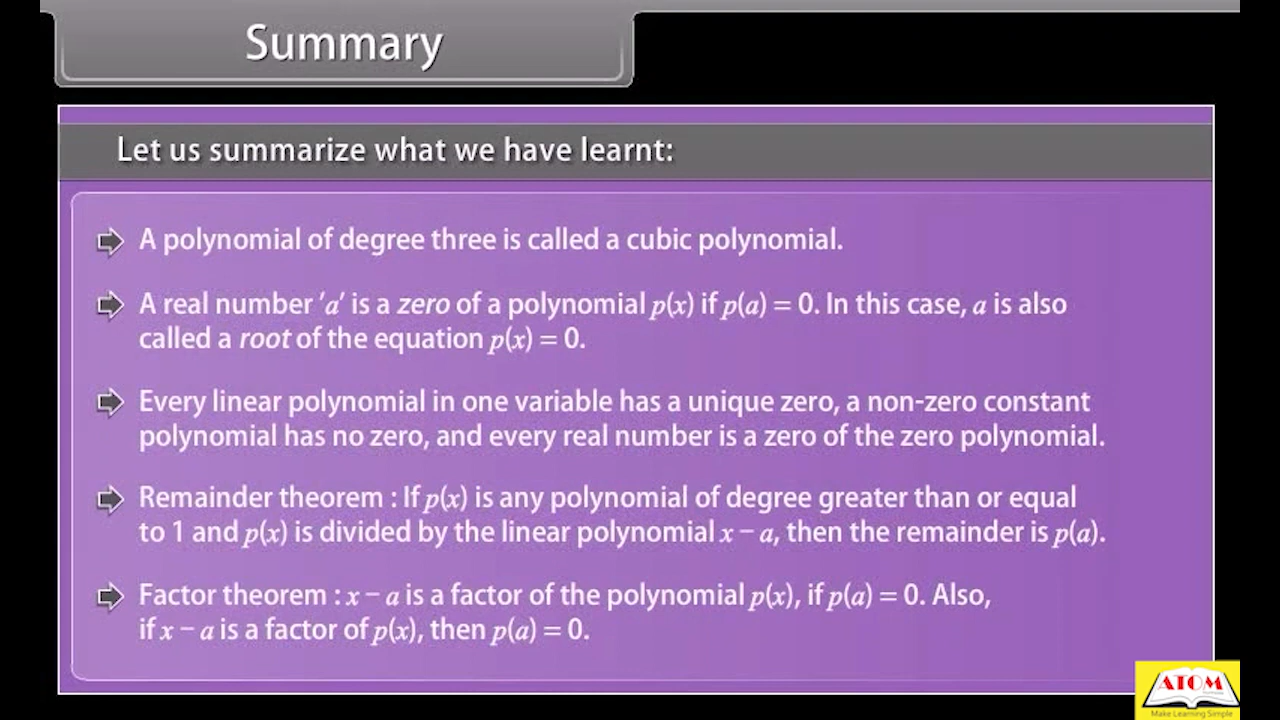 Summary
Let us summarize what we have learnt:
A polynomial of degree three is called a cubic polynomial.
A real number 'a' is a zero of a polynomial p(x) if p(a) = 0. In this case, a is also
called a root of the equation p(x) = 0.
Every linear polynomial in one variable has a unique zero, a non-zero constant
polynomial has no zero, and every real number is a zero of the zero polynomial.
Remainder theorem : If p(x) is any polynomial of degree greater than or equal
to 1 and p(x) is divided by the linear polynomial x – a, then the remainder is p(a).
Factor theorem : x – a is a factor of the polynomial p(x), if p(a) = 0. Also,
if x – a is a factor of p(x), then p(a) = 0.
ATOM
Make Learning Simple